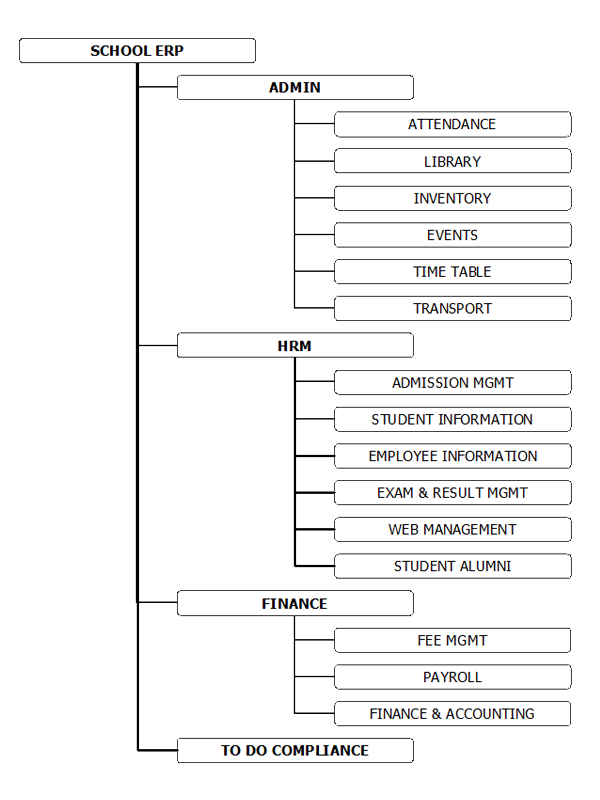 SCHOOL ERP
ADMIN
ATTENDANCE
LIBRARY
INVENTORY
EVENTS
TIME TABLE
TRANSPORT
HRM
ADMISSION MGMT
STUDENT INFORMATION
EMPLOYEE INFORMATION
EXAM & RESULT MGMT
WEB MANAGEMENT
STUDENT ALUMNI
FINANCE
FEE MGMT
PAYROLL
FINANCE & ACCOUNTING
TO DO COMPLIANCE